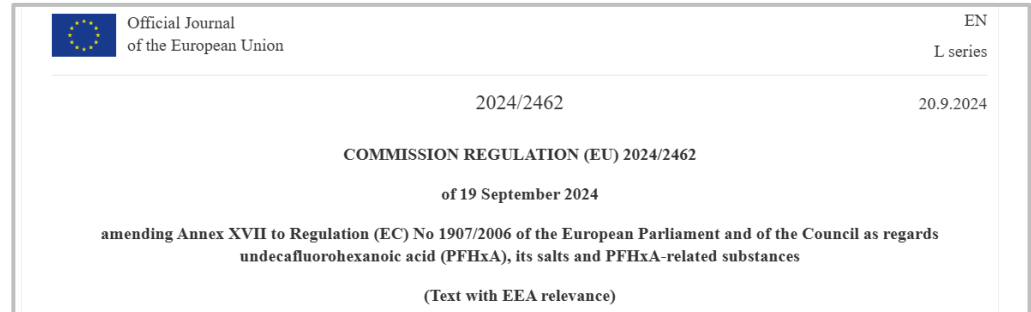 Official Journal
of the European Union
EN
L series
2024/2462
20.9.2024
COMMISSION REGULATION (EU) 2024/2462
of 19 September 2024
amending Annex XVII to Regulation (EC) No 1907/2006 of the European Parliament and of the Council as regards
undecafluorohexanoic acid (PFHxA), its salts and PFHxA-related substances
(Text with EEA relevance)